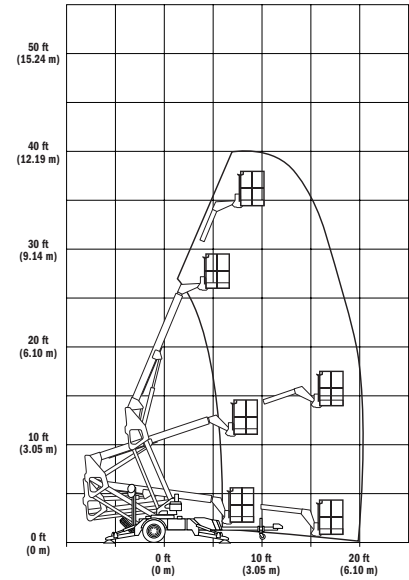 50 ft
(15.24 m)
40 ft
(12.19 m)
30 ft
(9.14 m)
20 ft
(6.10 m)
10 ft
(3.05 m)
0 ft
(0 m)
0 ft
(0 m)
10 ft
(3.05 m)
20 ft
(6.10 m)